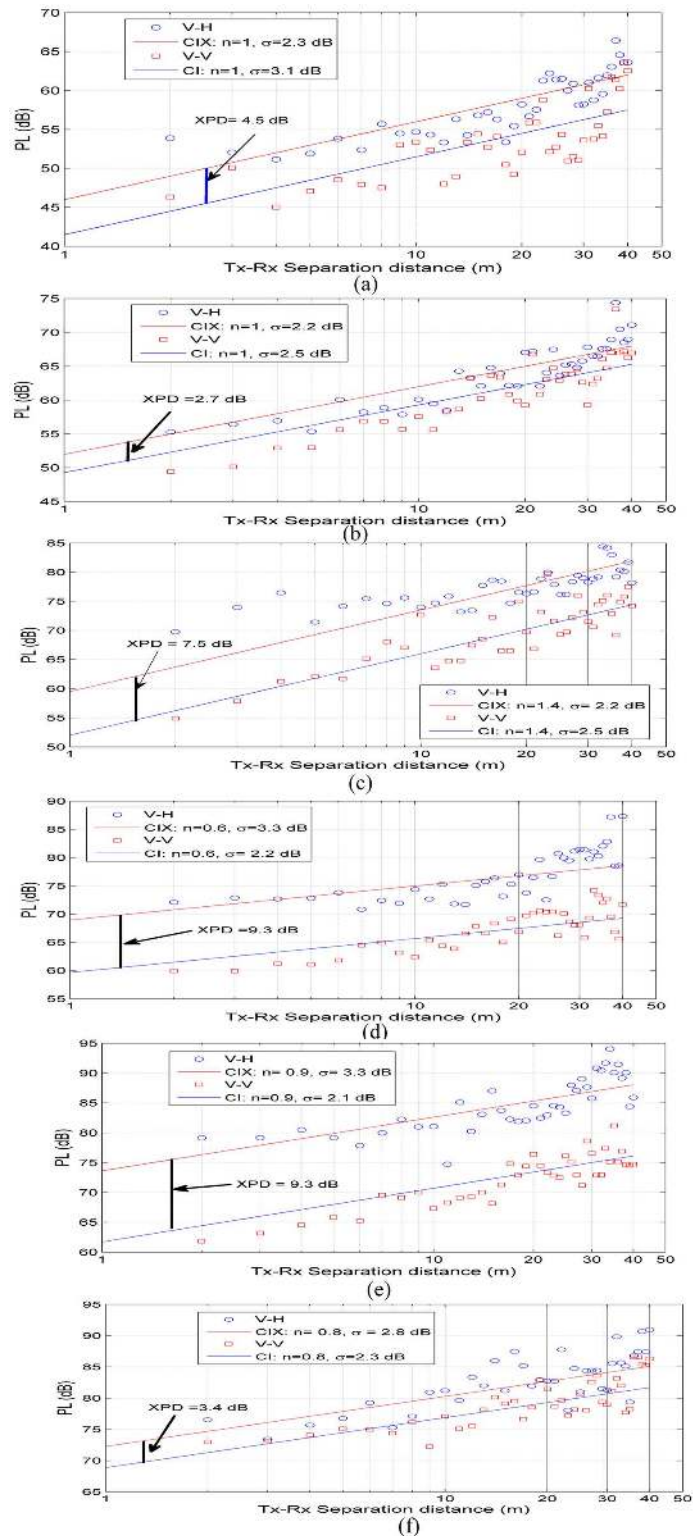 70
65
60
55
50
45
40
PL (dB)
V-H
CIX: n=1, σ=2.3 dB
V-V
CI: n=1, σ=3.1 dB
XPD= 4.5 dB
1
10
20
30
40
50
Tx-Rx Separation distance (m)
(a)
75
70
65
60
55
50
45
PL (dB)
V-H
CIX: n=1, σ=2.2 dB
V-V
CI: n=1, σ=2.5 dB
XPD =2.7 dB
1
10
20
30
40
50
Tx-Rx Separation distance (m)
(b)
85
80
75
70
65
60
55
50
PL (dB)
XPD = 7.5 dB
V-H
CIX: n=1.4, σ= 2.2 dB
V-V
CI: n=1.4, σ=2.5 dB
1
10
20
30
40
50
Tx-Rx Separation distance (m)
(c)
90
85
80
75
70
65
60
55
PL (dB)
V-H
CIX: n=0.6, σ=3.3 dB
V-V
CI: n=0.6, σ= 2.2 dB
XPD =9.3 dB
1
10
20
30
40
50
Tx-Rx Separation distance (m)
(d)
95
90
85
80
75
70
65
60
PL (dB)
V-H
CIX: n= 0.9, σ= 3.3 dB
V-V
CI: n=0.9, σ= 2.1 dB
XPD = 9.3 dB
1
10
20
30
40
50
Tx-Rx Separation distance (m)
(e)
95
90
85
80
75
70
65
PL (dB)
V-H
CIX: n= 0.8, σ = 2.8 dB
V-V
CI: n=0.8, σ=2.3 dB
XPD =3.4 dB
1
10
20
30
40
50
Tx-Rx Separation distance (m)
(f)